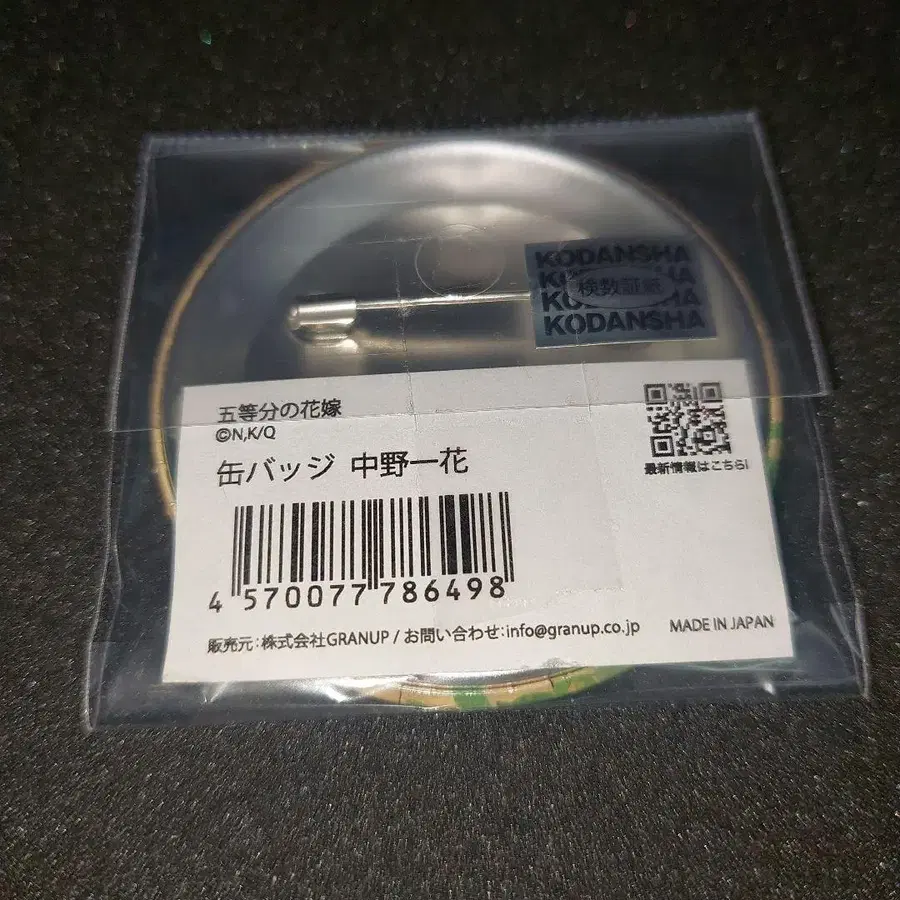 KODANSHA
KODANSHA
KODANSHA
KODANSHA
検数証紙
五等分の花嫁
©N,K/Q
缶バッジ 中野一花
最新情報はこちら!
4 570077 786498
販売元:株式会社GRANUP / お問い合わせ:info@granup.co.jp
MADE IN JAPAN